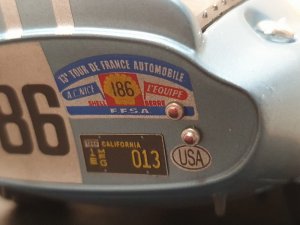 13e TOUR DE FRANCE AUTOMOBILE
A.C. NICE
186
L'EQUIPE
SHELL
BERRE
FFSA
86
CALIFORNIA
013
USA